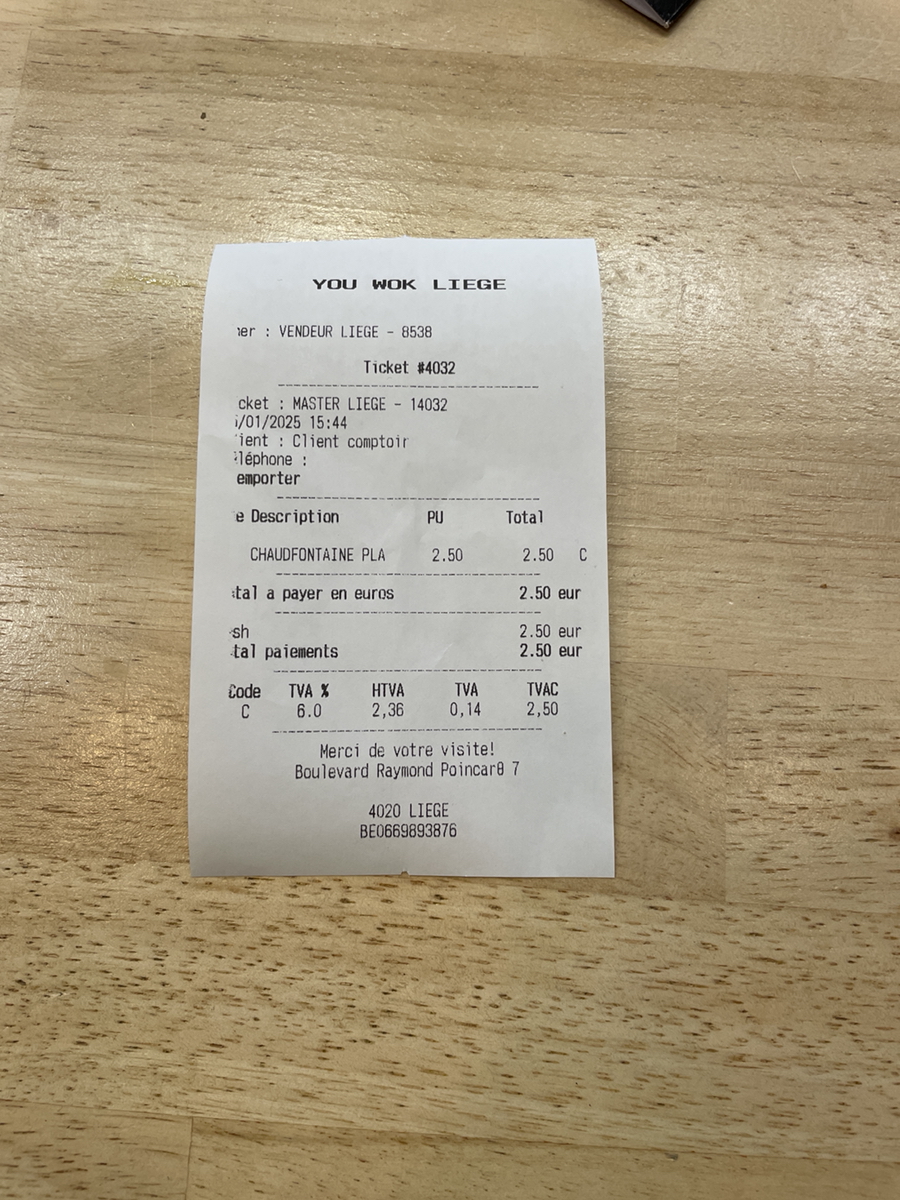 YOU WOK LIEGE
er : VENDEUR LIEGE - 8538
Ticket #4032
cket : MASTER LIEGE - 14032
/01/2025 15:44
ient : Client comptoir
léphone :
emporter
e Description PU Total
CHAUDFONTAINE PLA 2.50 2.50 C
tal a payer en euros 2.50 eur
sh 2.50 eur
tal paiements 2.50 eur
Code TVA % HTVA TVA TVAC
C 6.0 2,36 0,14 2,50
Merci de votre visite!
Boulevard Raymond Poincar8 7
4020 LIEGE
BE0669893876